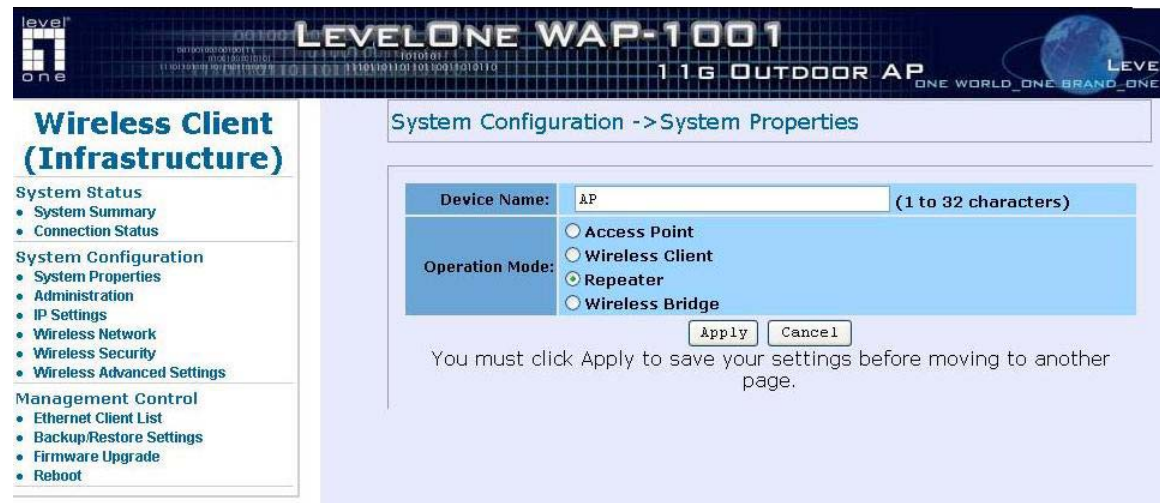 level
one
LEVELONE WAP-1001
11G OUTDOOR AP
LEVE
ONE WORLD_ONE BRAND_ONE
Wireless Client
(Infrastructure)
System Status
• System Summary
• Connection Status
System Configuration
• System Properties
• Administration
• IP Settings
• Wireless Network
• Wireless Security
• Wireless Advanced Settings
Management Control
• Ethernet Client List
• Backup/Restore Settings
• Firmware Upgrade
• Reboot
System Configuration ->System Properties
Device Name: AP (1 to 32 characters)
Operation Mode:
Access Point
Wireless Client
Repeater
Wireless Bridge
Apply Cancel
You must click Apply to save your settings before moving to another
page.